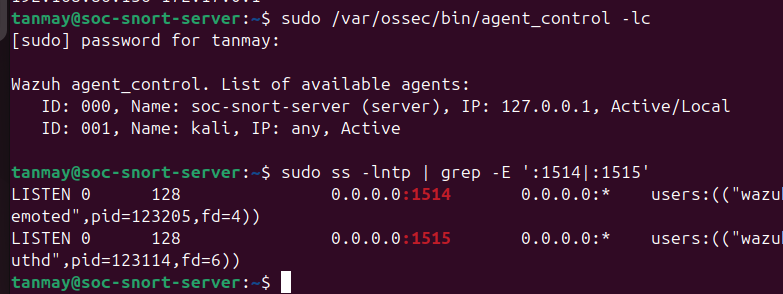 tanmay@soc-snort-server:~$ sudo /var/ossec/bin/agent_control -lc
[sudo] password for tanmay:
Wazuh agent_control. List of available agents:
ID: 000, Name: soc-snort-server (server), IP: 127.0.0.1, Active/Local
ID: 001, Name: kali, IP: any, Active
tanmay@soc-snort-server:~$ sudo ss -lntp | grep -E ':1514|:1515'
LISTEN 0 128 0.0.0.0:1514 0.0.0.0:* users:(("wazu
emoted",pid=123205,fd=4))
LISTEN 0 128 0.0.0.0:1515 0.0.0.0:* users:(("wazu
uthd",pid=123114,fd=6))
tanmay@soc-snort-server:~$